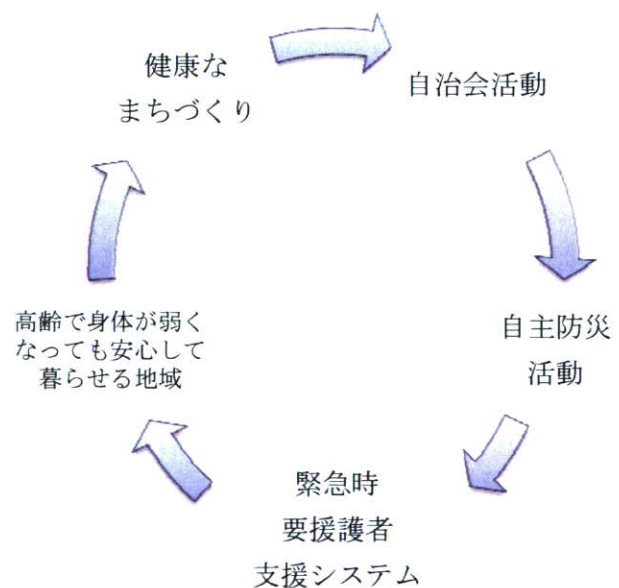 健康な
まちづくり
自治会活動
自主防災
活動
緊急時
要援護者
支援システム
高齢で身体が弱く
なっても安心して
暮らせる地域